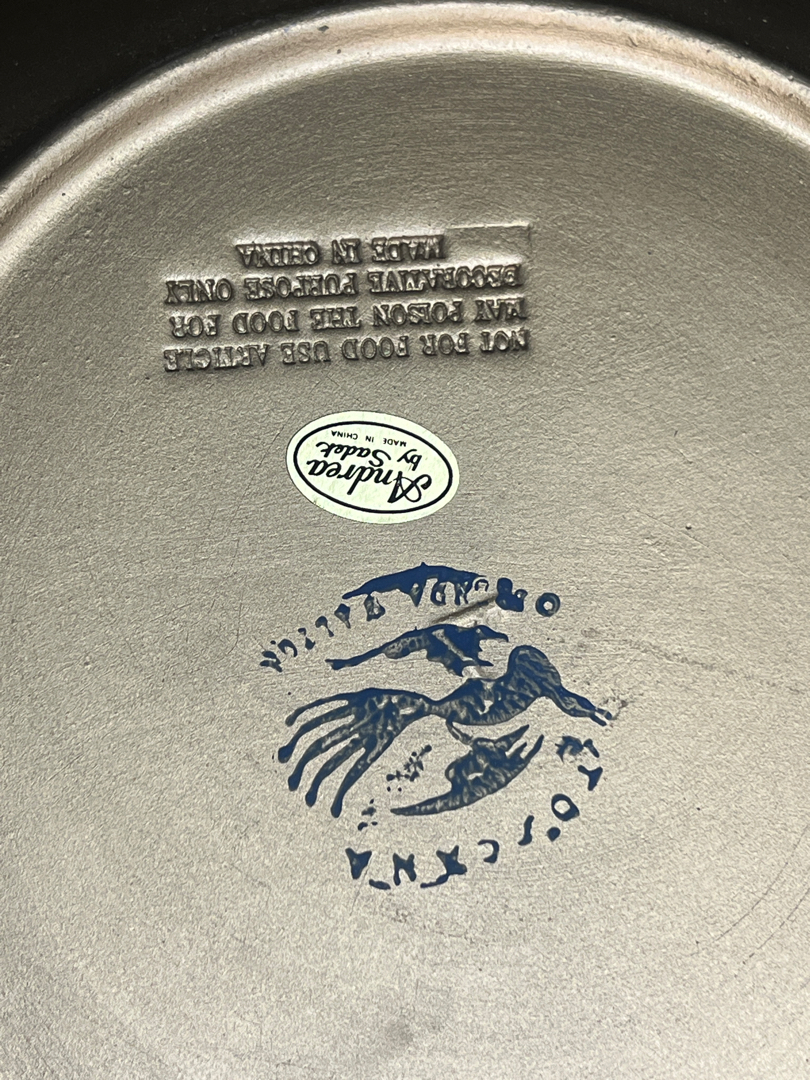 NOT FOR FOOD USE ARTICLE
MAY POISON THE FOOD FOR
DECORATIVE PURPOSE ONLY
MADE IN CHINA
Andrea
by Sadek
MADE IN CHINA